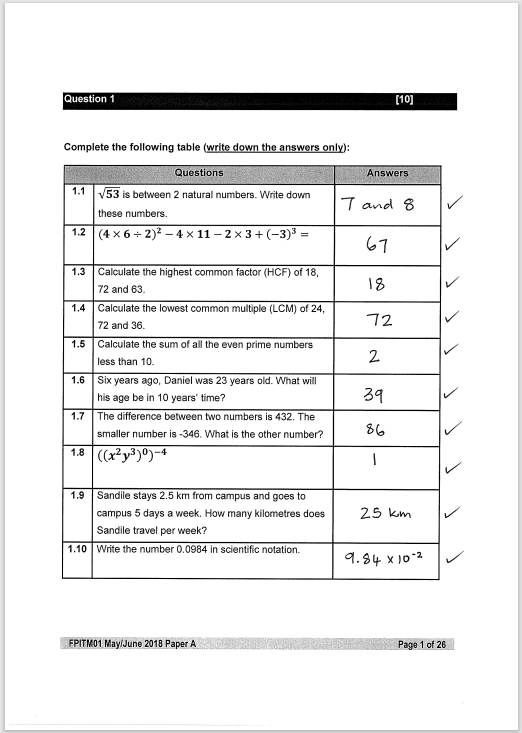 Question 1 [10]
Complete the following table (write down the answers only):
Questions Answers
1.1 √53 is between 2 natural numbers. Write down
these numbers.
7 and 8 ✓
1.2 (4 × 6 ÷ 2)² − 4 × 11 − 2 × 3 + (−3)³ =
67 ✓
1.3 Calculate the highest common factor (HCF) of 18,
72 and 63.
18 ✓
1.4 Calculate the lowest common multiple (LCM) of 24,
72 and 36.
72 ✓
1.5 Calculate the sum of all the even prime numbers
less than 10.
2 ✓
1.6 Six years ago, Daniel was 23 years old. What will
his age be in 10 years' time?
39 ✓
1.7 The difference between two numbers is 432. The
smaller number is -346. What is the other number?
86 ✓
1.8 ((x²y³)⁰)⁻⁴
1 ✓
1.9 Sandile stays 2.5 km from campus and goes to
campus 5 days a week. How many kilometres does
Sandile travel per week?
25 km ✓
1.10 Write the number 0.0984 in scientific notation.
9.84 × 10⁻² ✓
FPITM01 May/June 2018 Paper A Page 1 of 26